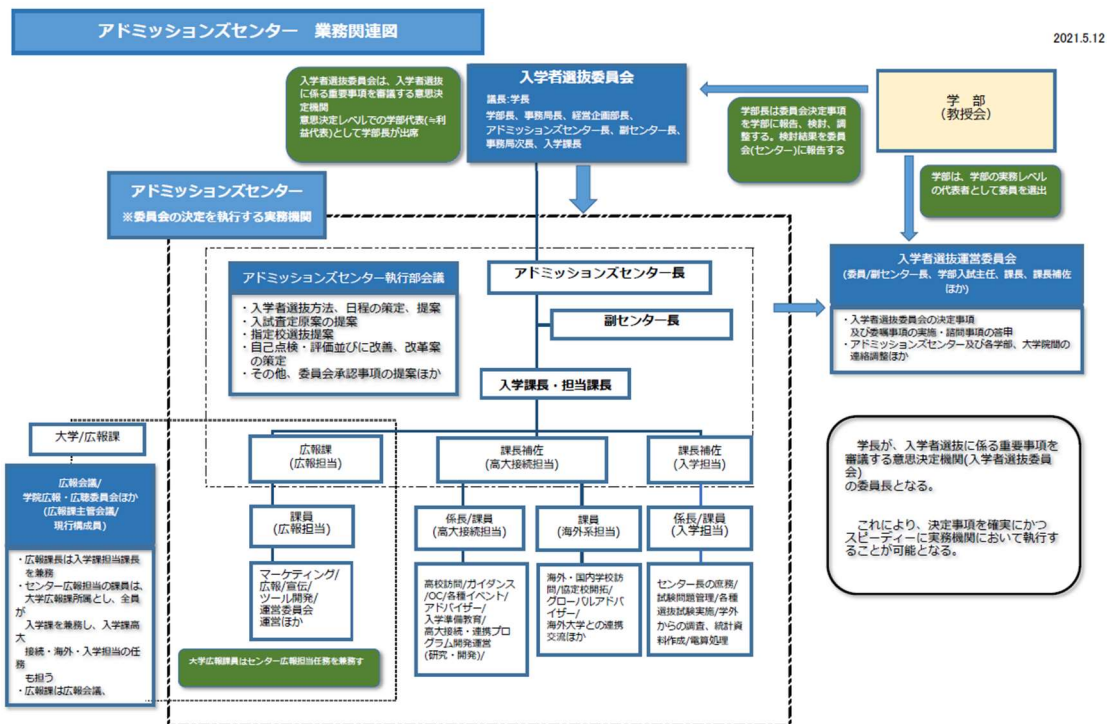 アドミッションズセンター　業務関連図
2021.5.12
入学者選抜委員会は、入学者選抜
に係る重要事項を審議する意思決
定機関
意思決定レベルでの学部代表(≒利
益代表)として学部長が出席
入学者選抜委員会
議長:学長
学部長、事務局長、経営企画部長、
アドミッションズセンター長、副センター長、
事務局次長、入学課長
学部長は委員会決定事項
を学部に報告、検討、調
整する。検討結果を委員
会(センター)に報告する
学　部
(教授会)
学部は、学部の実務レベル
の代表者として委員を選出
アドミッションズセンター
※委員会の決定を執行する実務機関
アドミッションズセンター執行部会議
・入学者選抜方法、日程の策定、提案
・入試査定原案の提案
・指定校選抜提案
・自己点検・評価並びに改善、改革案
の策定
・その他、委員会承認事項の提案ほか
アドミッションズセンター長
副センター長
入学課長・担当課長
入学者選抜運営委員会
(委員/副センター長、学部入試主任、課長、課長補佐
ほか)
・入学者選抜委員会の決定事項
及び委嘱事項の実施・諮問事項の答申
・アドミッションズセンター及び各学部、大学院間の
連絡調整ほか
学長が、入学者選抜に係る重要事項を
審議する意思決定機関(入学者選抜委員
会)
の委員長となる。
これにより、決定事項を確実にかつ
スピーディーに実務機関において執行す
ることが可能となる。
大学/広報課
広報会議/
学院広報・広聴委員会ほか
(広報課主管会議/
現行構成員)
・広報課長は入学課担当課長
を兼務
・センター広報担当の課員は、
大学広報課所属とし、全員
が
入学課を兼務し、入学課高
大
接続・海外・入学担当の任
務
も担う
・広報課は広報会議、
広報課
(広報担当)
課員
(広報担当)
マーケティング/
広報/宣伝/
ツール開発/
運営委員会
運営ほか
大学広報課員はセンター広報担当任務を兼務す
課長補佐
(高大接続担当)
係長/課員
(高大接続担当)
高校訪問/ガイダンス
/OC/各種イベント/
アドバイザー/
入学準備教育/
高大接続・連携プロ
グラム開発運営
(研究・開発)/
課員
(海外系担当)
海外・国内学校訪
問/協定校開拓/
グローバルアドバ
イザー/
海外大学との連携
交流ほか
課長補佐
(入学担当)
係長/課員
(入学担当)
センター長の庶務/
試験問題管理/各種
選抜試験実施/学外
からの調査、統計資
料作成/電算処理